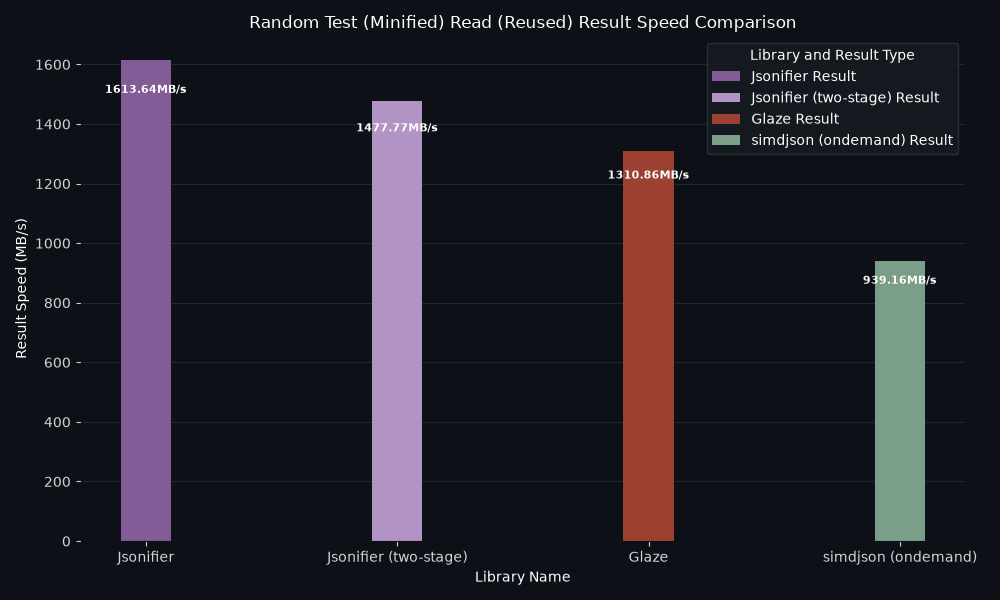 Random Test (Minified) Read (Reused) Result Speed Comparison
Library and Result Type
Jsonifier Result
Jsonifier (two-stage) Result
Glaze Result
simdjson (ondemand) Result
Result Speed (MB/s)
1600
1400
1200
1000
800
600
400
200
0
1613.64MB/s
1477.77MB/s
1310.86MB/s
939.16MB/s
Jsonifier
Jsonifier (two-stage)
Glaze
simdjson (ondemand)
Library Name